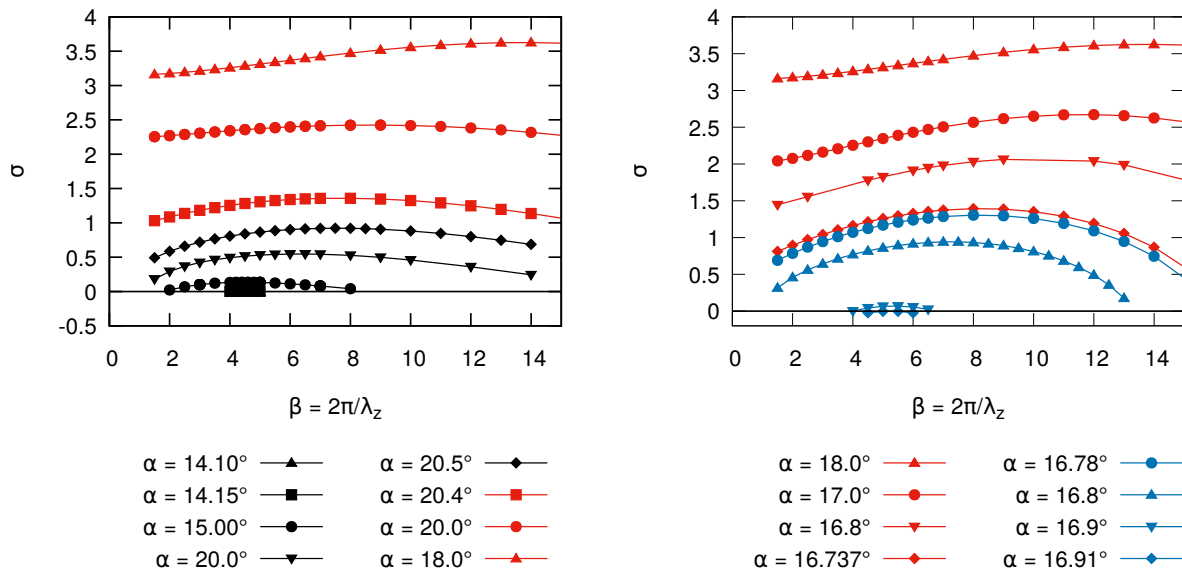 4
3.5
3
2.5
2
1.5
1
0.5
0
-0.5
σ
0 2 4 6 8 10 12 14
β = 2π/λz
α = 14.10° α = 20.5°
α = 14.15° α = 20.4°
α = 15.00° α = 20.0°
α = 20.0° α = 18.0°
4
3.5
3
2.5
2
1.5
1
0.5
0
σ
0 2 4 6 8 10 12 14
β = 2π/λz
α = 18.0° α = 16.78°
α = 17.0° α = 16.8°
α = 16.8° α = 16.9°
α = 16.737° α = 16.91°